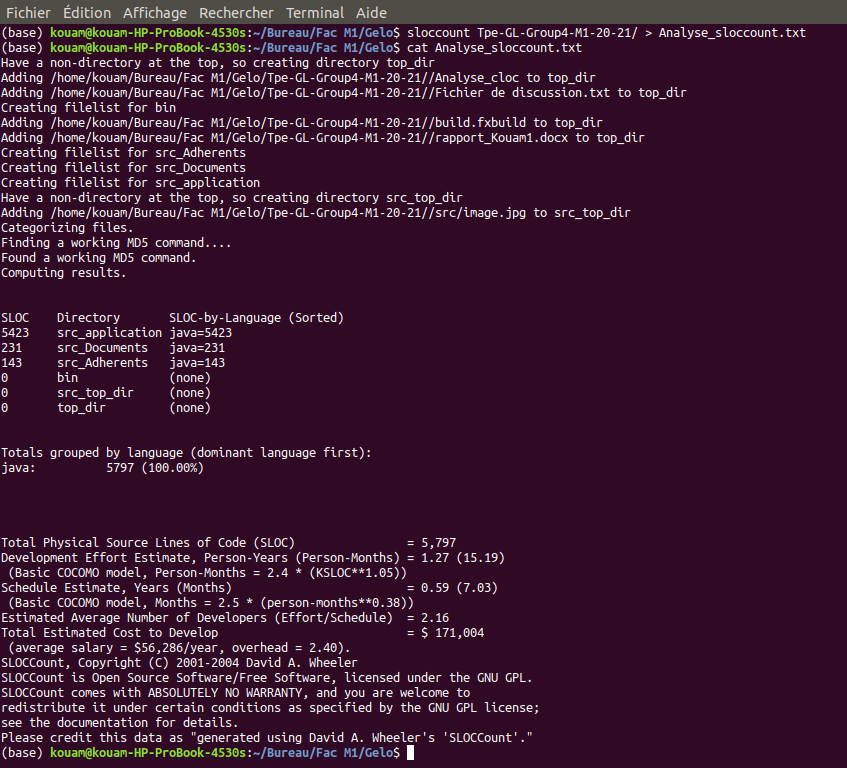 Fichier Édition Affichage Rechercher Terminal Aide
(base) kouam@kouam-HP-ProBook-4530s:~/Bureau/Fac M1/Gelo$ sloccount Tpe-GL-Group4-M1-20-21/ > Analyse_sloccount.txt
(base) kouam@kouam-HP-ProBook-4530s:~/Bureau/Fac M1/Gelo$ cat Analyse_sloccount.txt
Have a non-directory at the top, so creating directory top_dir
Adding /home/kouam/Bureau/Fac M1/Gelo/Tpe-GL-Group4-M1-20-21//Analyse_cloc to top_dir
Adding /home/kouam/Bureau/Fac M1/Gelo/Tpe-GL-Group4-M1-20-21//Fichier de discussion.txt to top_dir
Creating filelist for bin
Adding /home/kouam/Bureau/Fac M1/Gelo/Tpe-GL-Group4-M1-20-21//build.fxbuild to top_dir
Adding /home/kouam/Bureau/Fac M1/Gelo/Tpe-GL-Group4-M1-20-21//rapport_Kouam1.docx to top_dir
Creating filelist for src_Adherents
Creating filelist for src_Documents
Creating filelist for src_application
Have a non-directory at the top, so creating directory src_top_dir
Adding /home/kouam/Bureau/Fac M1/Gelo/Tpe-GL-Group4-M1-20-21//src/image.jpg to src_top_dir
Categorizing files.
Finding a working MD5 command....
Found a working MD5 command.
Computing results.
SLOC    Directory       SLOC-by-Language (Sorted)
5423    src_application java=5423
231     src_Documents   java=231
143     src_Adherents   java=143
0       bin             (none)
0       src_top_dir     (none)
0       top_dir         (none)
Totals grouped by language (dominant language first):
java:          5797 (100.00%)
Total Physical Source Lines of Code (SLOC)                = 5,797
Development Effort Estimate, Person-Years (Person-Months) = 1.27 (15.19)
 (Basic COCOMO model, Person-Months = 2.4 * (KSLOC**1.05))
Schedule Estimate, Years (Months)                         = 0.59 (7.03)
 (Basic COCOMO model, Months = 2.5 * (person-months**0.38))
Estimated Average Number of Developers (Effort/Schedule)  = 2.16
Total Estimated Cost to Develop                           = $ 171,004
 (average salary = $56,286/year, overhead = 2.40).
SLOCCount, Copyright (C) 2001-2004 David A. Wheeler
SLOCCount is Open Source Software/Free Software, licensed under the GNU GPL.
SLOCCount comes with ABSOLUTELY NO WARRANTY, and you are welcome to
redistribute it under certain conditions as specified by the GNU GPL license;
see the documentation for details.
Please credit this data as "generated using David A. Wheeler's 'SLOCCount'."
(base) kouam@kouam-HP-ProBook-4530s:~/Bureau/Fac M1/Gelo$